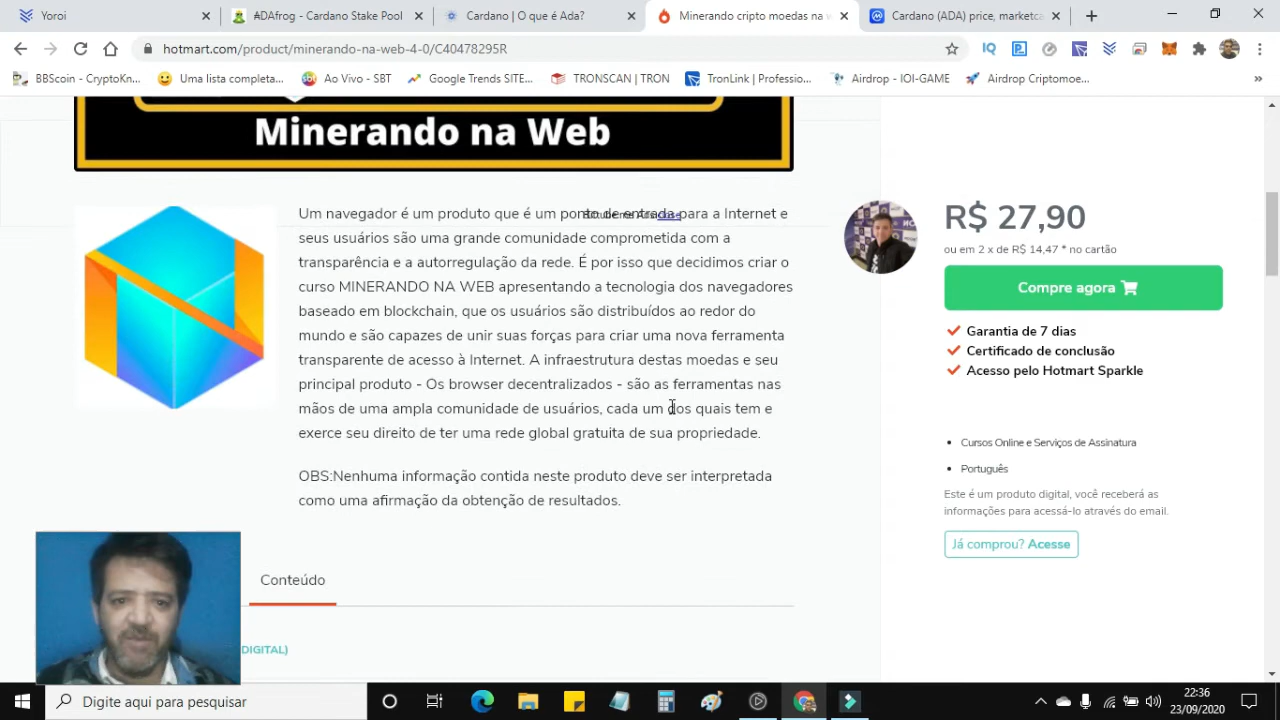 Yoroi
ADAfrog - Cardano Stake Pool
Cardano | O que é Ada?
Minerando cripto moedas na w
Cardano (ADA) price, marketca
hotmart.com/product/minerando-na-web-4-0/C40478295R
BBScoin - CryptoKn...
Uma lista completa...
Ao Vivo - SBT
Google Trends SITE...
TRONSCAN | TRON
TronLink | Professio...
Airdrop - IOI-GAME
Airdrop Criptomoe...
Minerando na Web
Um navegador é um produto que é um ponto de entrada para a Internet e
seus usuários são uma grande comunidade comprometida com a
transparência e a autorregulação da rede. É por isso que decidimos criar o
curso MINERANDO NA WEB apresentando a tecnologia dos navegadores
baseado em blockchain, que os usuários são distribuídos ao redor do
mundo e são capazes de unir suas forças para criar uma nova ferramenta
transparente de acesso à Internet. A infraestrutura destas moedas e seu
principal produto - Os browser decentralizados - são as ferramentas nas
mãos de uma ampla comunidade de usuários, cada um dos quais tem e
exerce seu direito de ter uma rede global gratuita de sua propriedade.
OBS:Nenhuma informação contida neste produto deve ser interpretada
como uma afirmação da obtenção de resultados.
Conteúdo
DIGITAL)
R$ 27,90
ou em 2 x de R$ 14,47 * no cartão
Compre agora
Garantia de 7 dias
Certificado de conclusão
Acesso pelo Hotmart Sparkle
Cursos Online e Serviços de Assinatura
Português
Este é um produto digital, você receberá as
informações para acessá-lo através do email.
Já comprou? Acesse
Digite aqui para pesquisar
22:36
23/09/2020